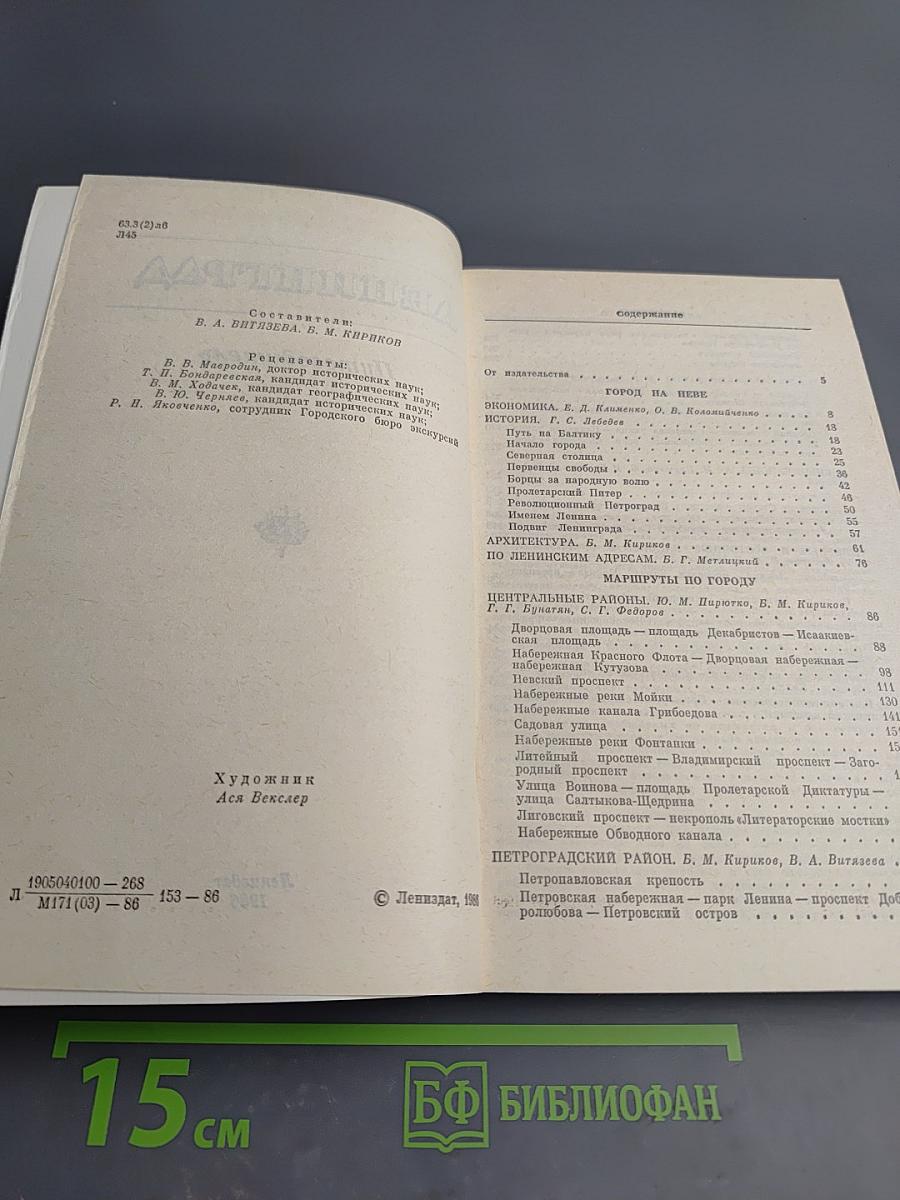 63.3(2)л6
Л45
Составители:
В. А. ВИТЯЗЕВА, Б. М. КИРИКОВ
Рецензенты:
В. В. Мавродин, доктор исторических наук;
Т. П. Бондаревская, кандидат исторических наук;
В. М. Ходачек, кандидат географических наук;
В. Ю. Черняев, кандидат исторических наук;
Р. Н. Яковченко, сотрудник Городского бюро экскурсий
Художник
Ася Векслер
Л 1905040100 — 268 153 — 86
М171(03) — 86
© Лениздат, 1986
Содержание
От издательства . . . . . . . . . . . . . . . . 5
ГОРОД НА НЕВЕ
ЭКОНОМИКА. Е. Д. Клименко, О. В. Коломийченко . . . . 8
ИСТОРИЯ. Г. С. Лебедев . . . . . . . . . . . . 13
Путь на Балтику . . . . . . . . . . . . 18
Начало города . . . . . . . . . . . . 23
Северная столица . . . . . . . . . . . . 25
Первенцы свободы . . . . . . . . . . . . 36
Борцы за народную волю . . . . . . . . . . 42
Пролетарский Питер . . . . . . . . . . . . 46
Революционный Петроград . . . . . . . . . . 50
Именем Ленина . . . . . . . . . . . . 55
Подвиг Ленинграда . . . . . . . . . . . . 57
АРХИТЕКТУРА. Б. М. Кириков . . . . . . . . . . 61
ПО ЛЕНИНСКИМ АДРЕСАМ. Б. Г. Метлицкий . . . . . . 76
МАРШРУТЫ ПО ГОРОДУ
ЦЕНТРАЛЬНЫЕ РАЙОНЫ. Ю. М. Пирютко, Б. М. Кириков,
Г. Г. Бунатян, С. Г. Федоров . . . . . . . . . . 86
Дворцовая площадь — площадь Декабристов — Исаакиев-
ская площадь . . . . . . . . . . . . 88
Набережная Красного Флота — Дворцовая набережная —
набережная Кутузова . . . . . . . . . . . . 98
Невский проспект . . . . . . . . . . . . 111
Набережные реки Мойки . . . . . . . . . . 130
Набережные канала Грибоедова . . . . . . . . 141
Садовая улица . . . . . . . . . . . . 15
Набережные реки Фонтанки . . . . . . . . . . 15
Литейный проспект — Владимирский проспект — Заго-
родный проспект . . . . . . . . . . . . 1
Улица Воинова — площадь Пролетарской Диктатуры —
улица Салтыкова-Щедрина . . . . . . . . . .
Лиговский проспект — некрополь «Литераторские мостки»
Набережные Обводного канала . . . . . . . . .
ПЕТРОГРАДСКИЙ РАЙОН. Б. М. Кириков, В. А. Витязева .
Петропавловская крепость . . . . . . . . . .
Петровская набережная — парк Ленина — проспект Доб
ролюбова — Петровский остров . . . . . . . .
15 см
БФ БИБЛИОФАН